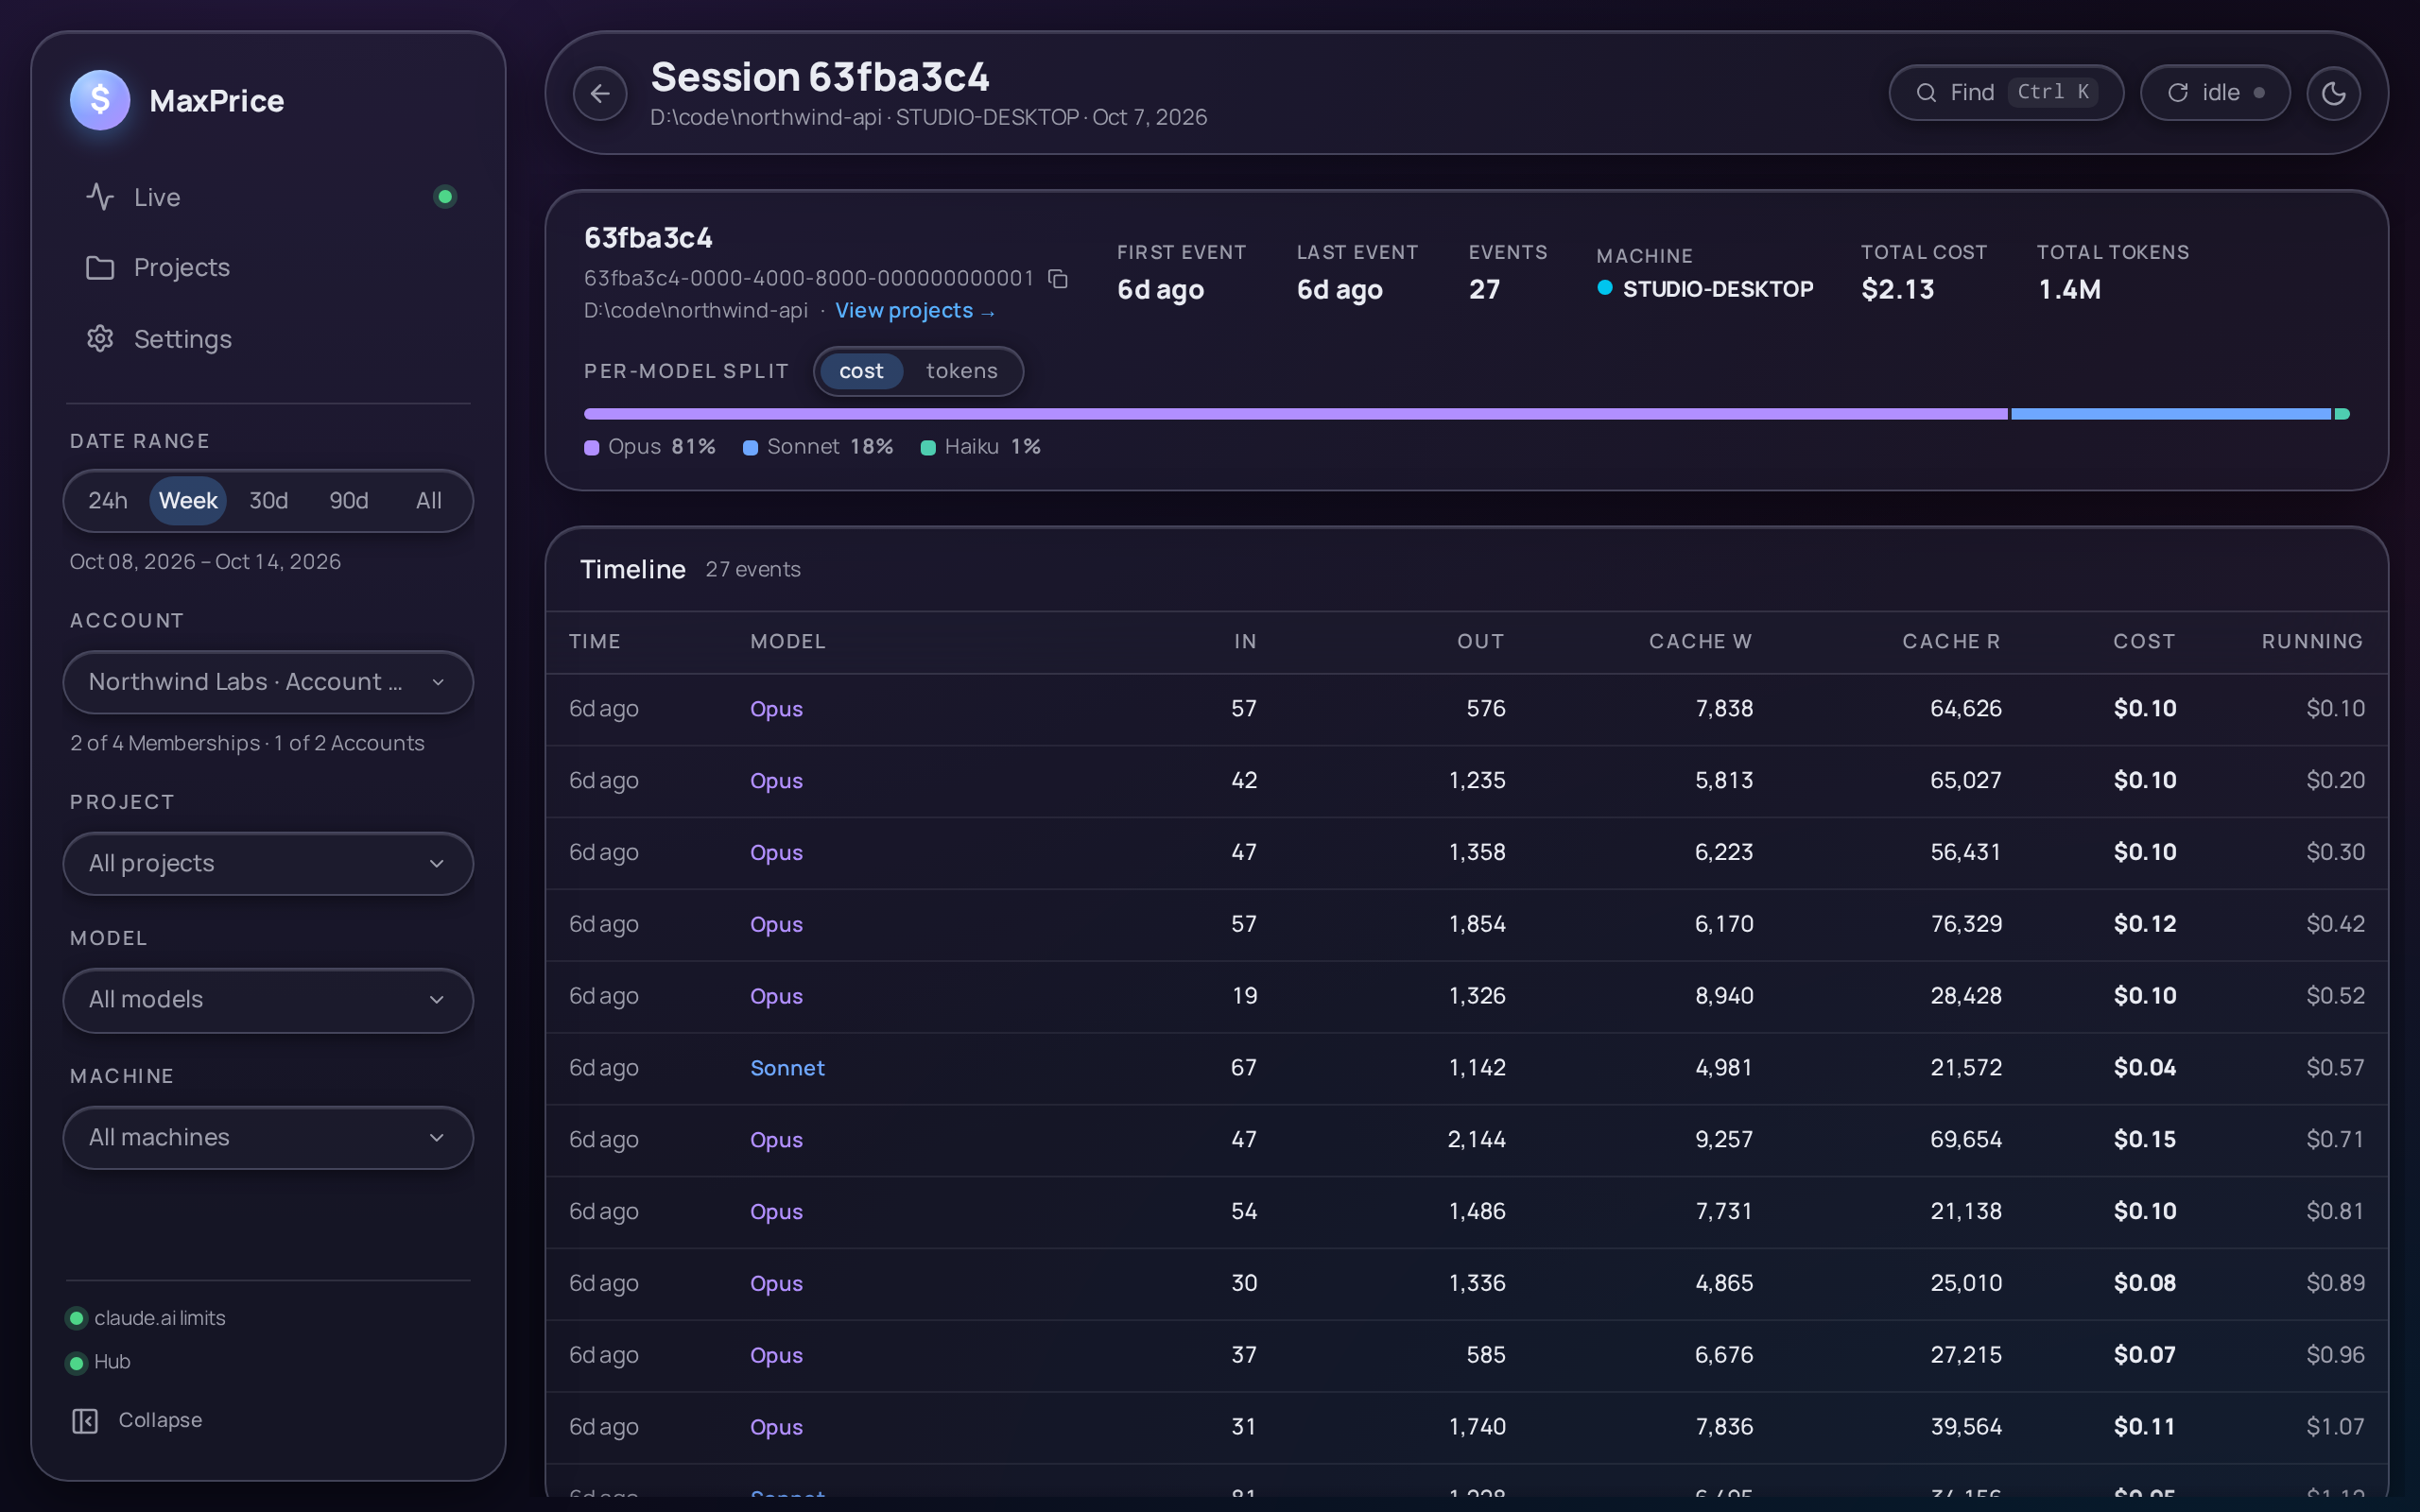 MaxPrice
Live
Projects
Settings
DATE RANGE
24h Week 30d 90d All
Oct 08, 2026 – Oct 14, 2026
ACCOUNT
Northwind Labs · Account ...
2 of 4 Memberships · 1 of 2 Accounts
PROJECT
All projects
MODEL
All models
MACHINE
All machines
claude.ai limits
Hub
Collapse
Session 63fba3c4
D:\code\northwind-api · STUDIO-DESKTOP · Oct 7, 2026
Find Ctrl K
idle
63fba3c4
63fba3c4-0000-4000-8000-000000000001
D:\code\northwind-api · View projects →
FIRST EVENT LAST EVENT EVENTS MACHINE TOTAL COST TOTAL TOKENS
6d ago 6d ago 27 STUDIO-DESKTOP $2.13 1.4M
PER-MODEL SPLIT cost tokens
Opus 81% Sonnet 18% Haiku 1%
Timeline 27 events
TIME MODEL IN OUT CACHE W CACHE R COST RUNNING
6d ago Opus 57 576 7,838 64,626 $0.10 $0.10
6d ago Opus 42 1,235 5,813 65,027 $0.10 $0.20
6d ago Opus 47 1,358 6,223 56,431 $0.10 $0.30
6d ago Opus 57 1,854 6,170 76,329 $0.12 $0.42
6d ago Opus 19 1,326 8,940 28,428 $0.10 $0.52
6d ago Sonnet 67 1,142 4,981 21,572 $0.04 $0.57
6d ago Opus 47 2,144 9,257 69,654 $0.15 $0.71
6d ago Opus 54 1,486 7,731 21,138 $0.10 $0.81
6d ago Opus 30 1,336 4,865 25,010 $0.08 $0.89
6d ago Opus 37 585 6,676 27,215 $0.07 $0.96
6d ago Opus 31 1,740 7,836 39,564 $0.11 $1.07
6d ago Sonnet